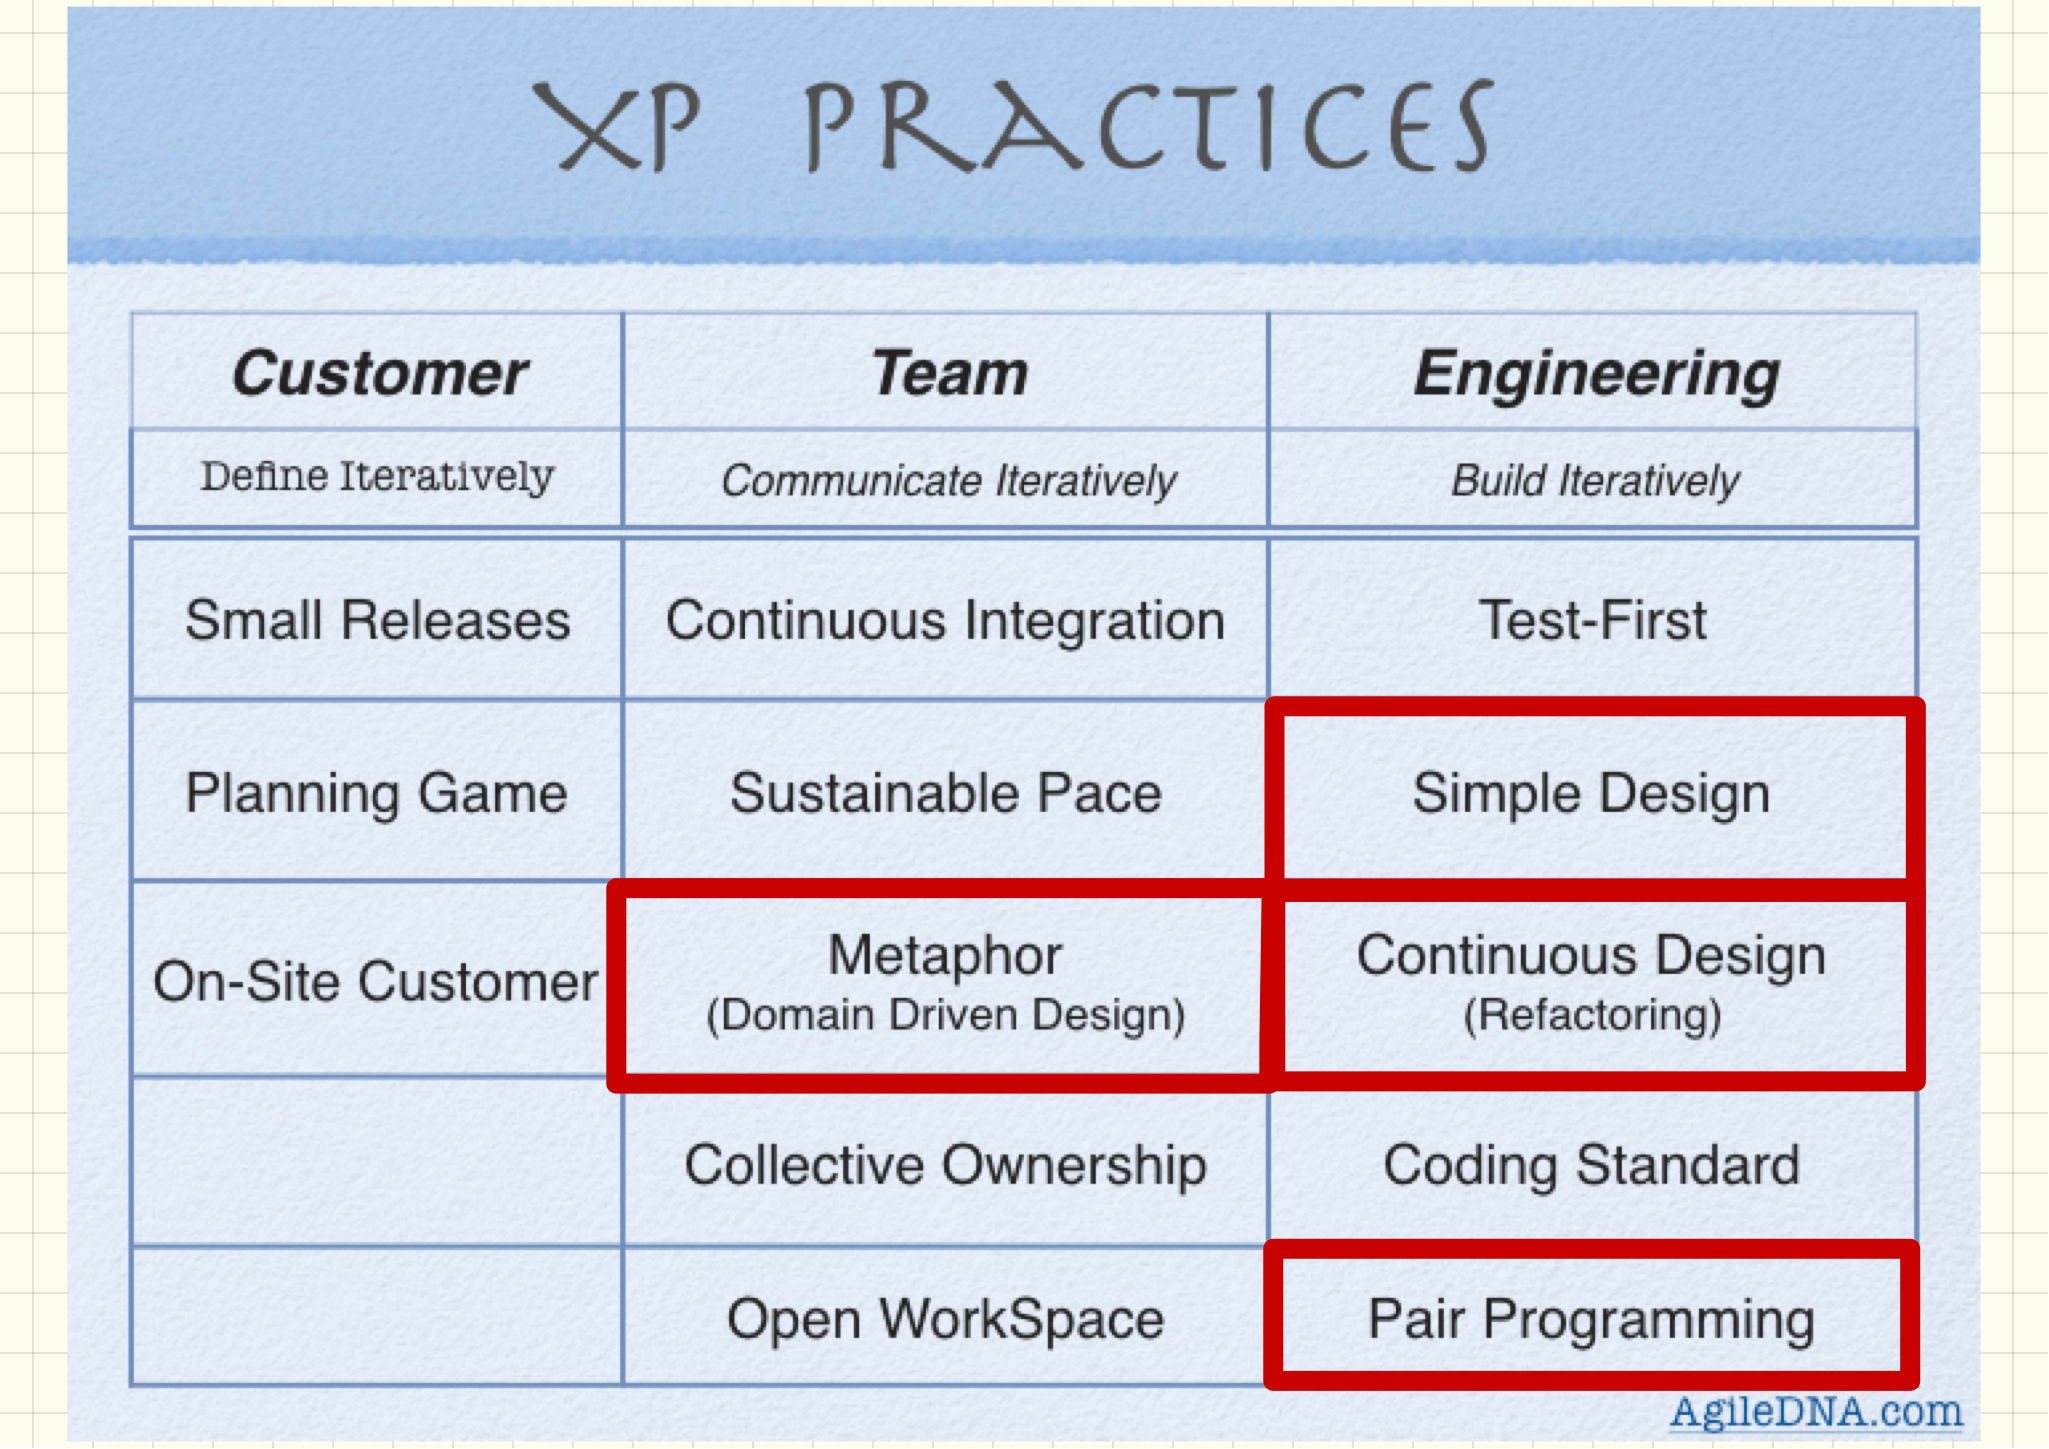 XP PRACTICES
Customer Team Engineering
Define Iteratively Communicate Iteratively Build Iteratively
Small Releases Continuous Integration Test-First
Planning Game Sustainable Pace Simple Design
On-Site Customer Metaphor (Domain Driven Design) Continuous Design (Refactoring)
Collective Ownership Coding Standard
Open WorkSpace Pair Programming
AgileDNA.com